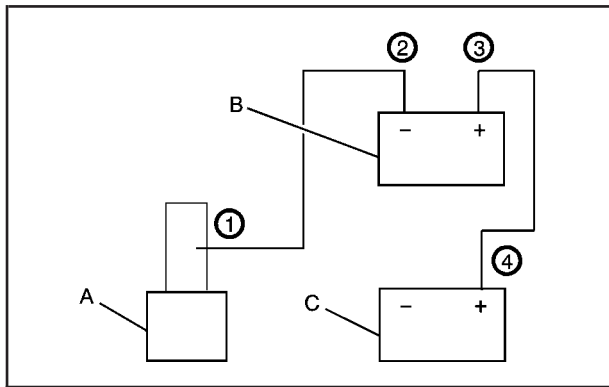 ② ③
B
− +
①
④
A
C
− +